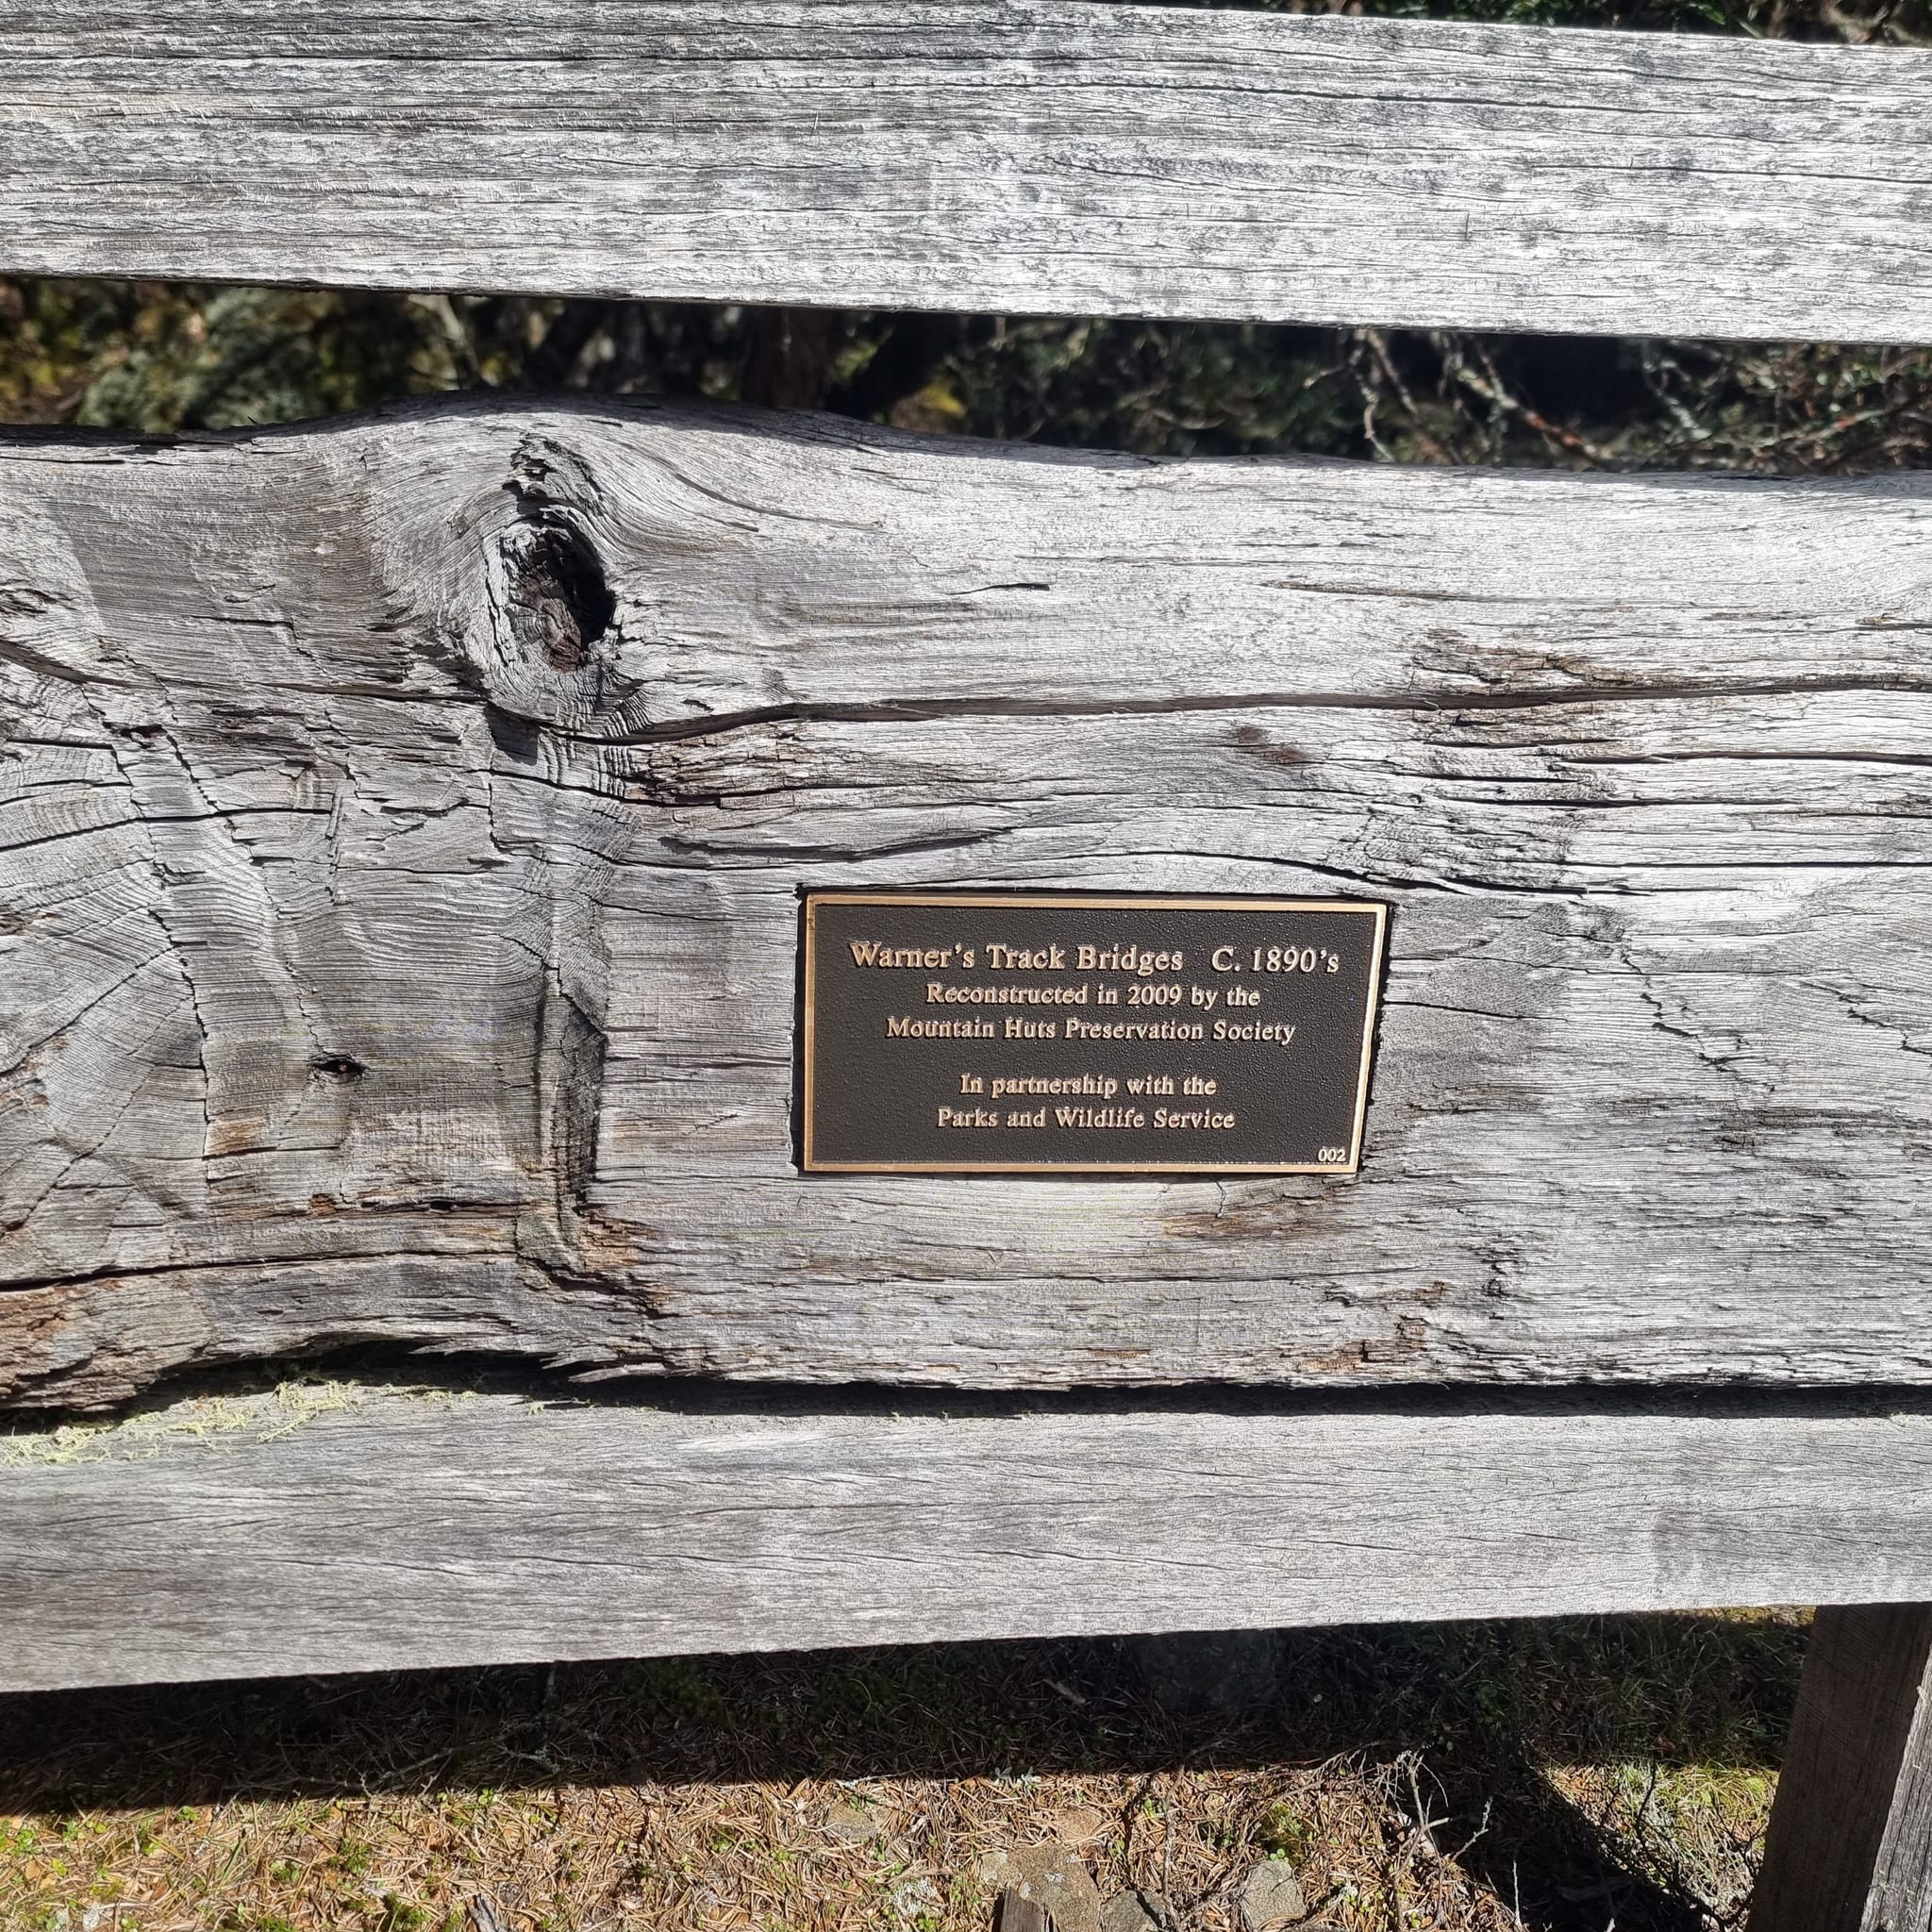 Warner's Track Bridges C. 1890's
Reconstructed in 2009 by the
Mountain Huts Preservation Society
In partnership with the
Parks and Wildlife Service
002